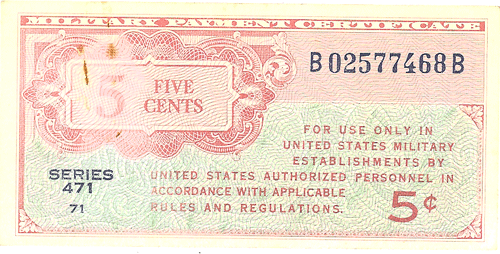 MILITARY PAYMENT CERTIFICATE
B02577468B
5
FIVE
CENTS
FOR USE ONLY IN
UNITED STATES MILITARY
ESTABLISHMENTS BY
UNITED STATES AUTHORIZED PERSONNEL IN
ACCORDANCE WITH APPLICABLE
RULES AND REGULATIONS.
SERIES
471
71
5¢